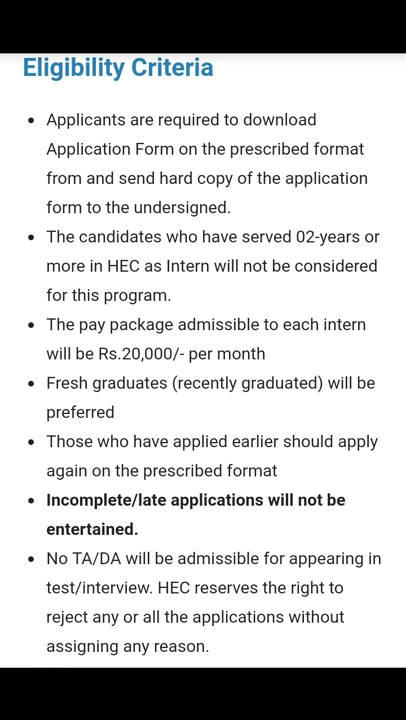 Eligibility Criteria
• Applicants are required to download
Application Form on the prescribed format
from and send hard copy of the application
form to the undersigned.
• The candidates who have served 02-years or
more in HEC as Intern will not be considered
for this program.
• The pay package admissible to each intern
will be Rs.20,000/- per month
• Fresh graduates (recently graduated) will be
preferred
• Those who have applied earlier should apply
again on the prescribed format
• Incomplete/late applications will not be
entertained.
• No TA/DA will be admissible for appearing in
test/interview. HEC reserves the right to
reject any or all the applications without
assigning any reason.